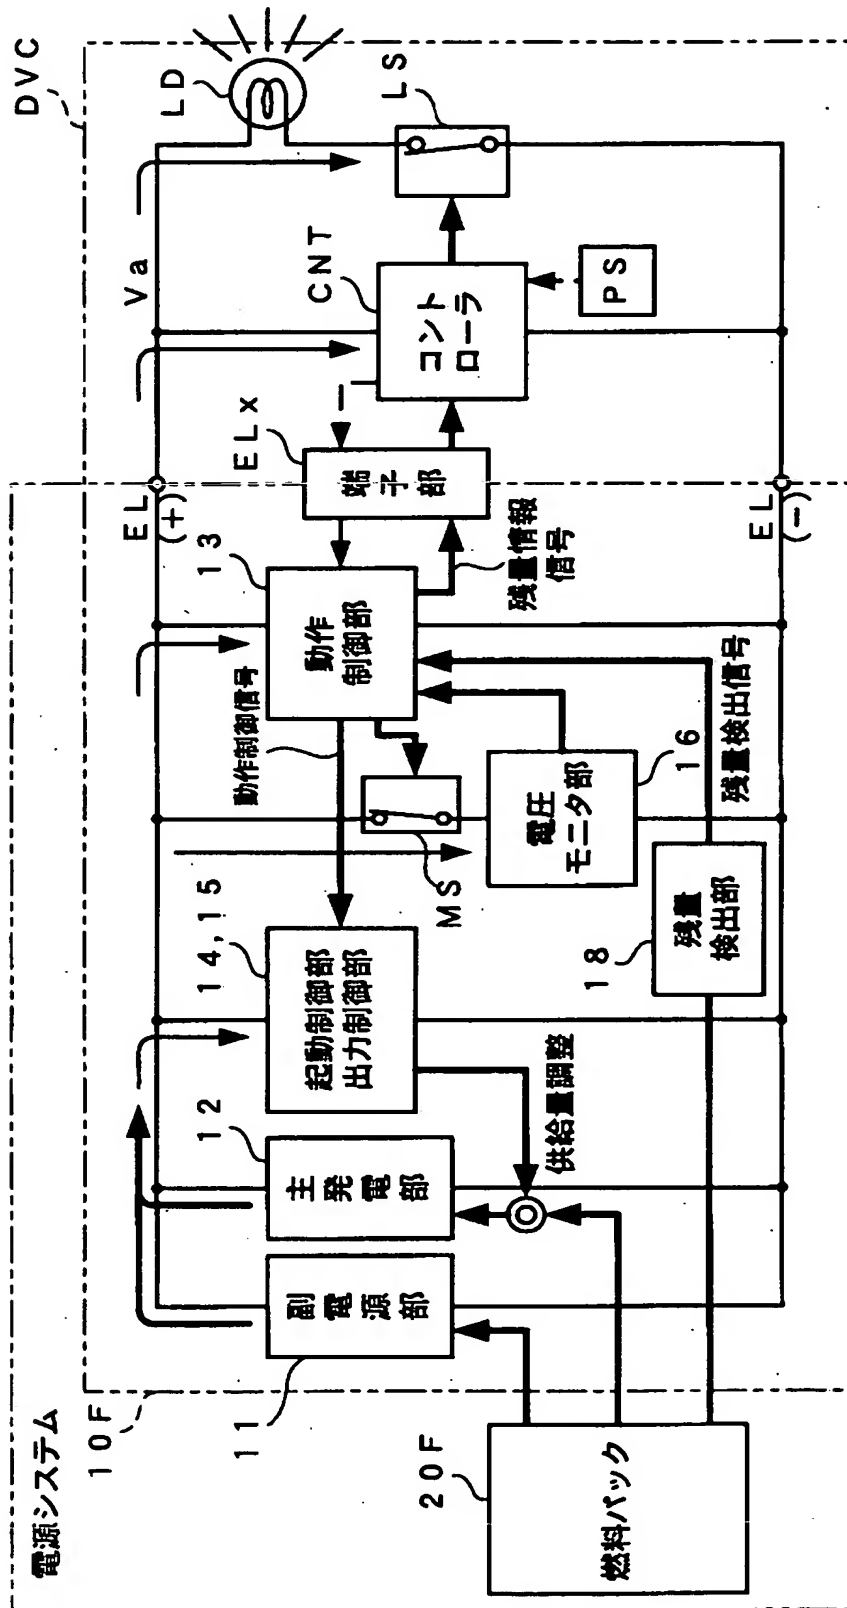 電源システム
10F
DVC
11
副電源部
12
主発電部
14,15
起動制御部
出力制御部
供給量調整
動作制御信号
MS
13
動作
制御部
電圧
モニタ部
16
18
残量
検出部
残量検出信号
EL
(+)
ELx
端子部
残量情報
信号
EL
(-)
Va
CNT
コント
ローラ
PS
LD
LS
20F
燃料パック